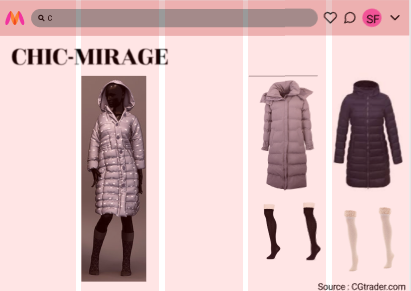 C
SF
CHIC-MIRAGE
Source : CGtrader.com